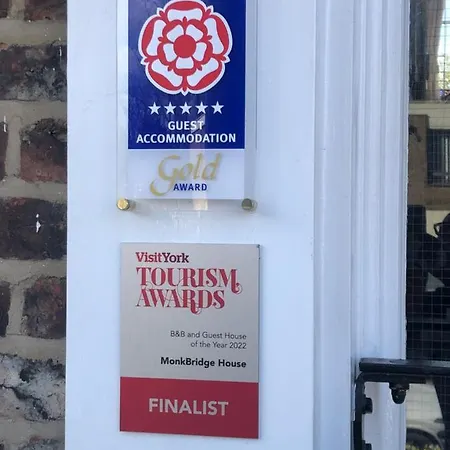 GUEST
ACCOMMODATION
Gold
AWARD
VisitYork
TOURISM
AWARDS
B&B and Guest House
of the Year 2022
MonkBridge House
FINALIST